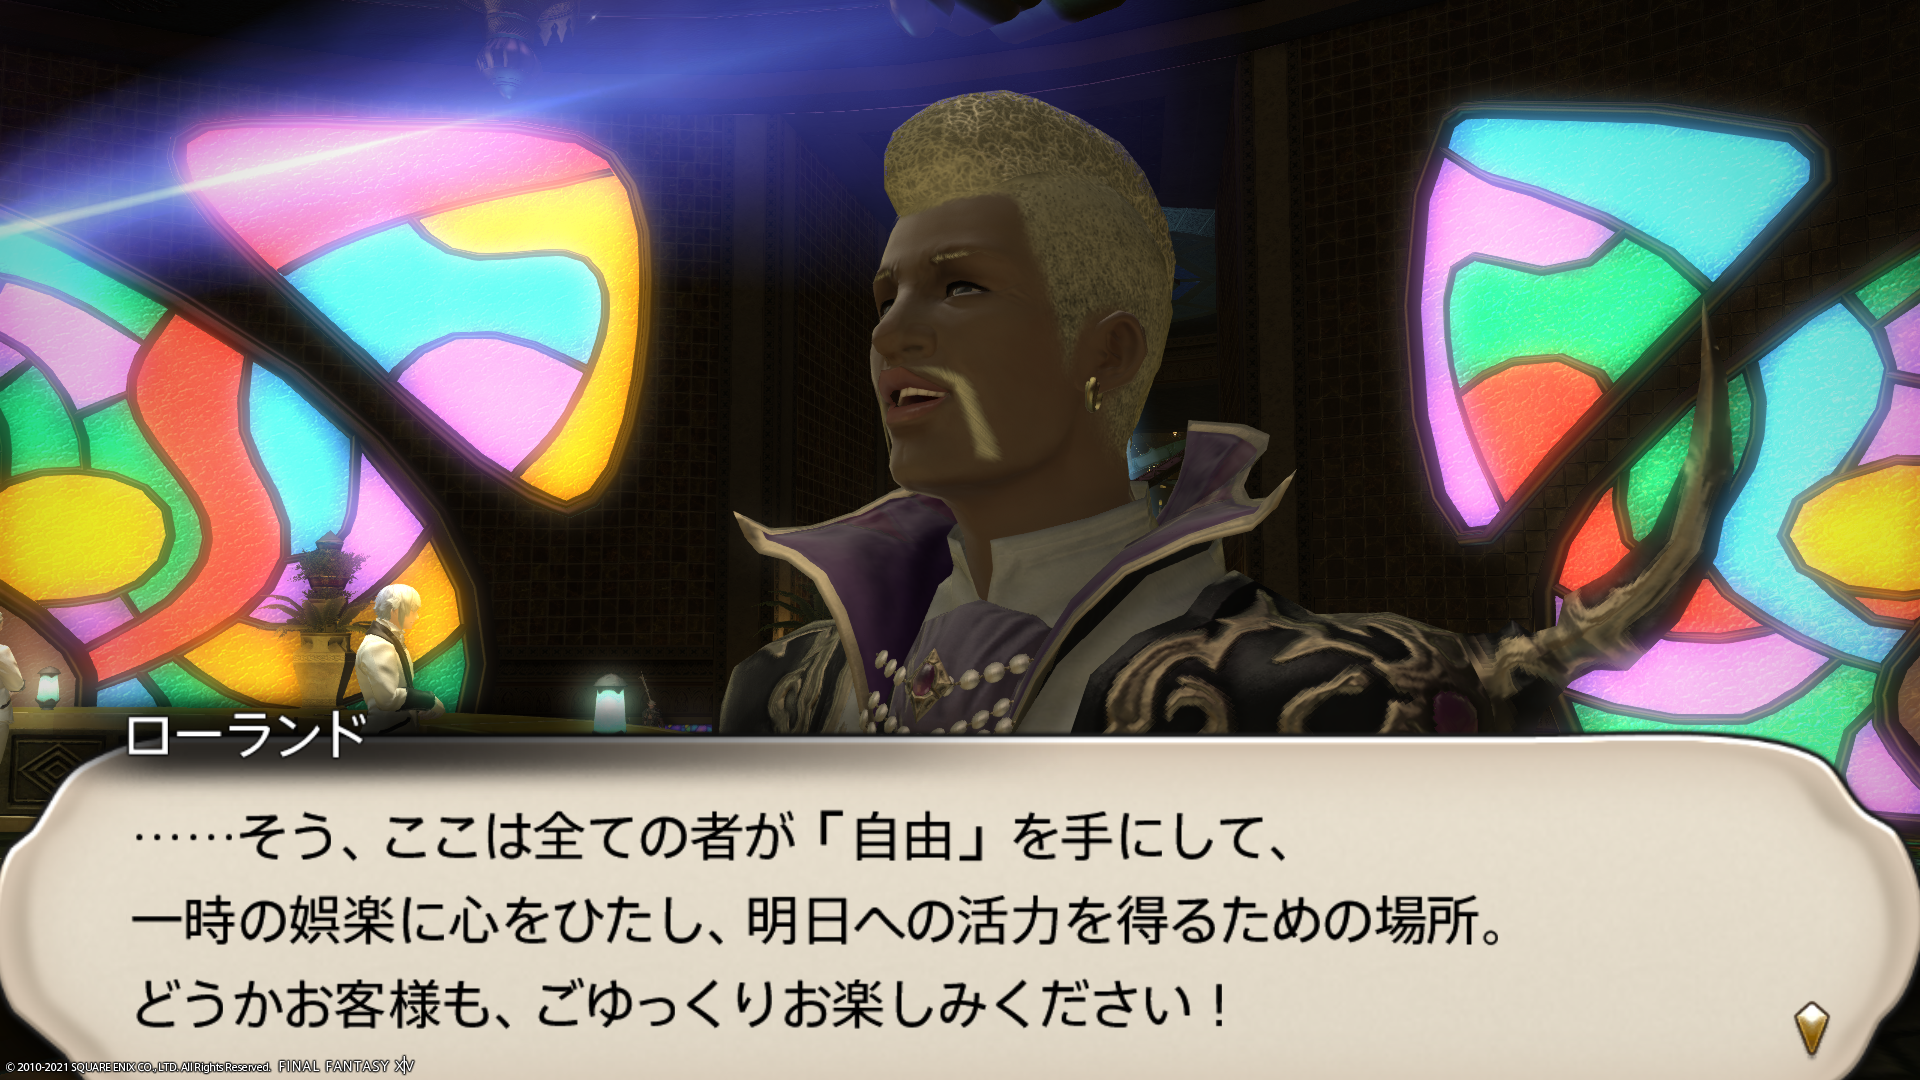 ローランド
……そう、ここは全ての者が「自由」を手にして、
一時の娯楽に心をひたし、明日への活力を得るための場所。
どうかお客様も、ごゆっくりお楽しみください！
© 2010-2021 SQUARE ENIX CO., LTD. All Rights Reserved. FINAL FANTASY XIV